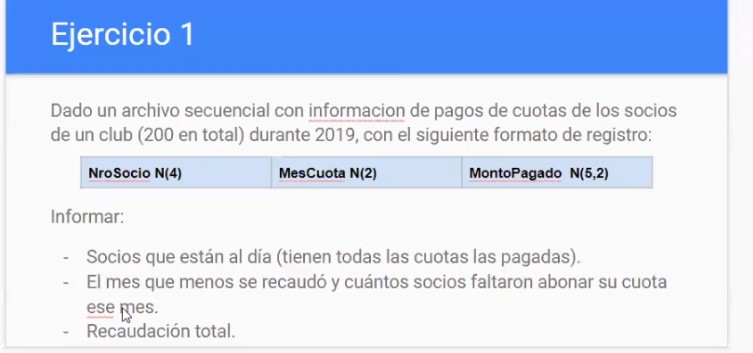 Ejercicio 1
Dado un archivo secuencial con informacion de pagos de cuotas de los socios
de un club (200 en total) durante 2019, con el siguiente formato de registro:
NroSocio N(4) MesCuota N(2) MontoPagado N(5,2)
Informar:
- Socios que están al día (tienen todas las cuotas las pagadas).
- El mes que menos se recaudó y cuántos socios faltaron abonar su cuota
ese mes.
- Recaudación total.